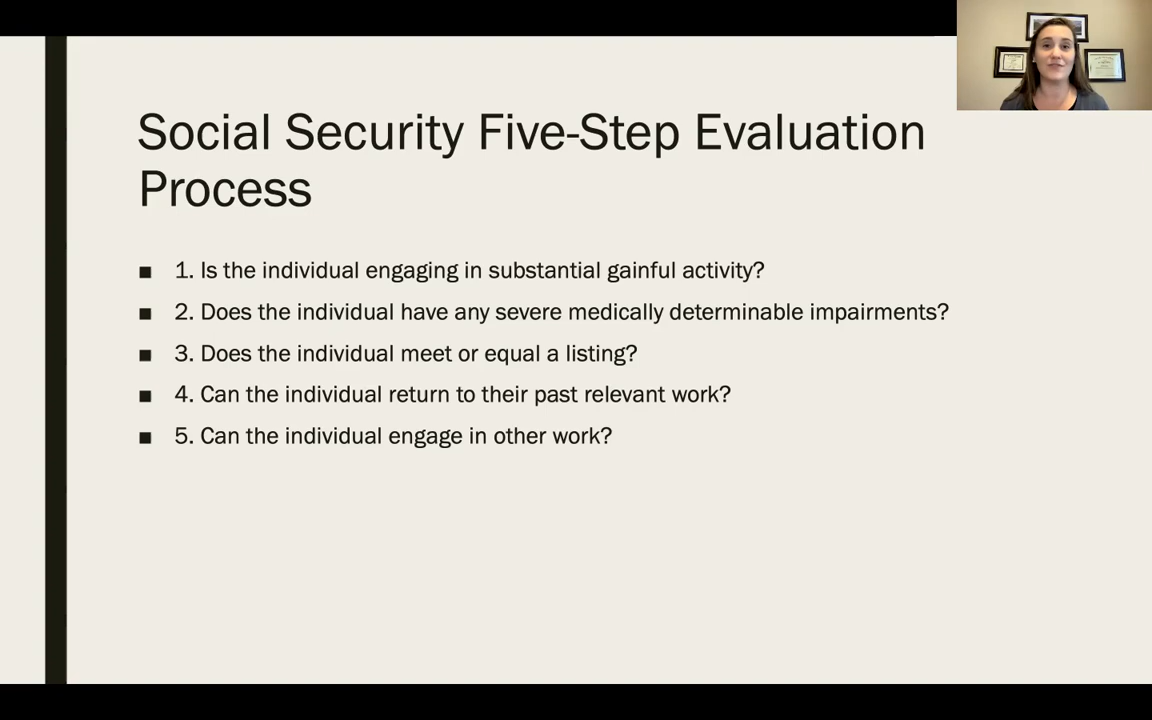 Social Security Five-Step Evaluation
Process
■ 1. Is the individual engaging in substantial gainful activity?
■ 2. Does the individual have any severe medically determinable impairments?
■ 3. Does the individual meet or equal a listing?
■ 4. Can the individual return to their past relevant work?
■ 5. Can the individual engage in other work?